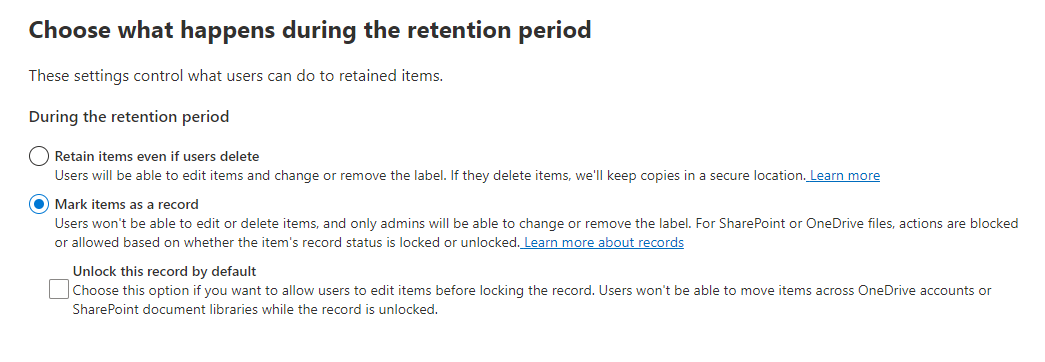 Choose what happens during the retention period
These settings control what users can do to retained items.
During the retention period
Retain items even if users delete
Users will be able to edit items and change or remove the label. If they delete items, we'll keep copies in a secure location. Learn more
Mark items as a record
Users won't be able to edit or delete items, and only admins will be able to change or remove the label. For SharePoint or OneDrive files, actions are blocked
or allowed based on whether the item's record status is locked or unlocked. Learn more about records
Unlock this record by default
Choose this option if you want to allow users to edit items before locking the record. Users won't be able to move items across OneDrive accounts or
SharePoint document libraries while the record is unlocked.